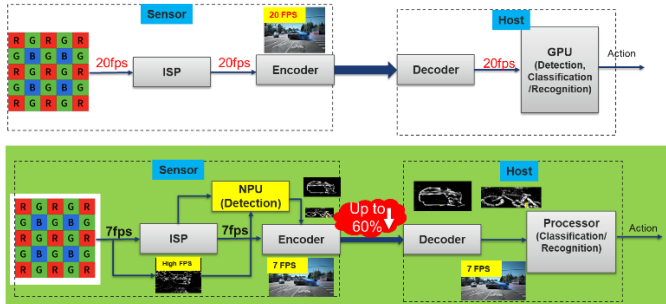 Sensor
Host
20 FPS
R G R G R
G B G B G
R G R G R
G B G B G
R G R G R
20fps
ISP
20fps
Encoder
Decoder
20fps
GPU
(Detection,
Classification
/Recognition)
Action
Sensor
Host
NPU
(Detection)
Up to
60%
R G R G R
G B G B G
R G R G R
G B G B G
R G R G R
7fps
ISP
7fps
Encoder
Decoder
Processor
(Classification/
Recognition)
Action
High FPS
7 FPS
7 FPS